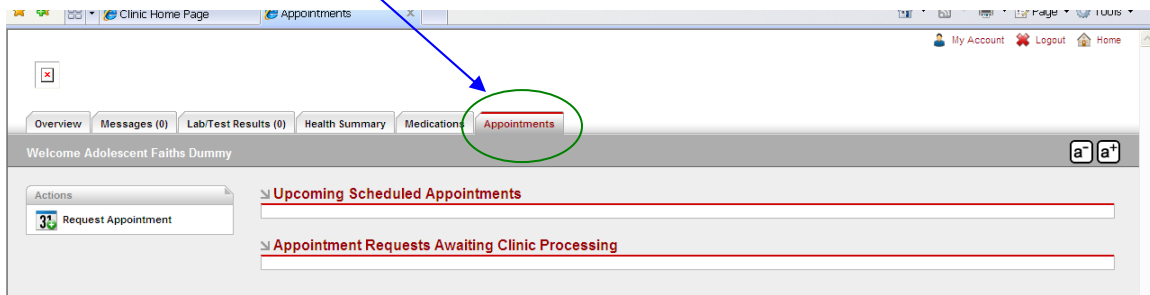 Clinic Home Page Appointments Page Tools
My Account Logout Home
Overview Messages (0) Lab/Test Results (0) Health Summary Medications Appointments
Welcome Adolescent Faiths Dummy a- a+
Actions
31 Request Appointment
Upcoming Scheduled Appointments
Appointment Requests Awaiting Clinic Processing